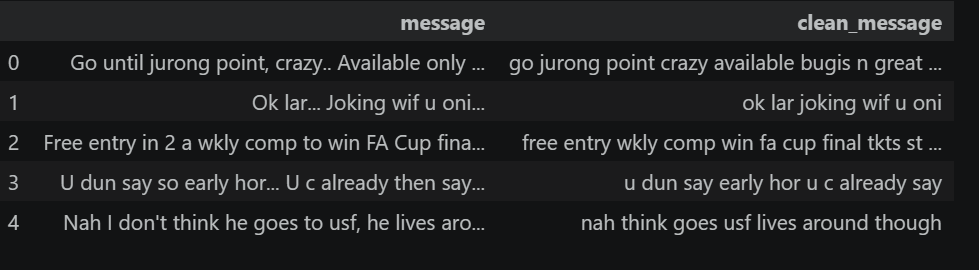 message clean_message
0 Go until jurong point, crazy.. Available only ... go jurong point crazy available bugis n great ...
1 Ok lar... Joking wif u oni... ok lar joking wif u oni
2 Free entry in 2 a wkly comp to win FA Cup fina... free entry wkly comp win fa cup final tkts st ...
3 U dun say so early hor... U c already then say... u dun say early hor u c already say
4 Nah I don't think he goes to usf, he lives aro... nah think goes usf lives around though